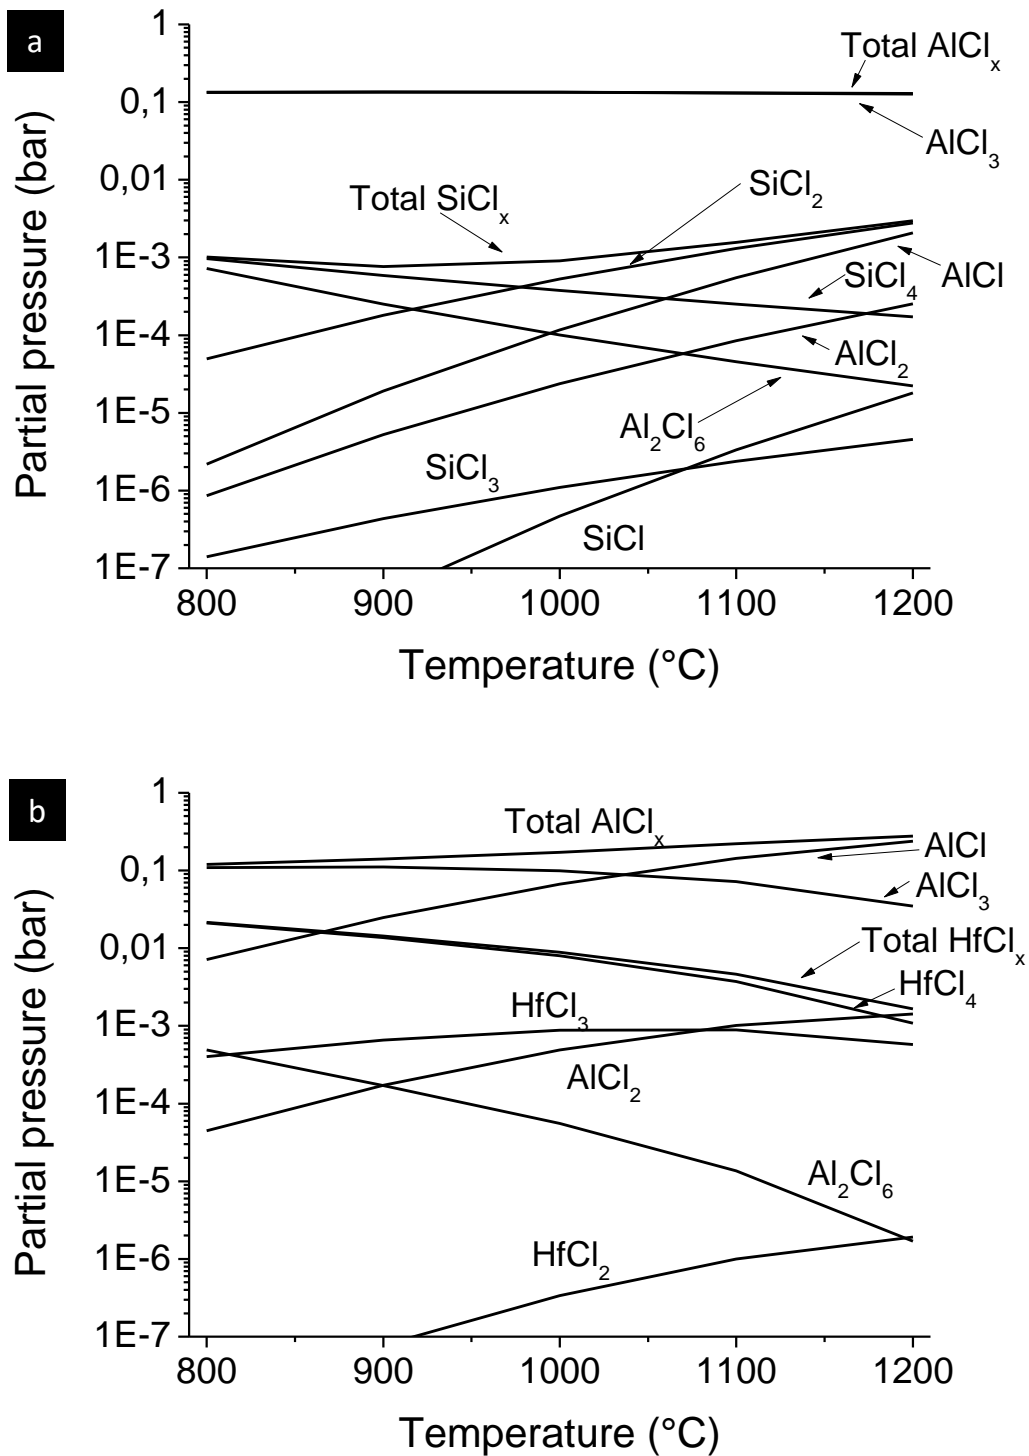 a
1
0,1
0,01
1E-3
1E-4
1E-5
1E-6
1E-7
Partial pressure (bar)
Total AlClₓ
AlCl₃
SiCl₂
Total SiClₓ
AlCl
SiCl₄
AlCl₂
Al₂Cl₆
SiCl₃
SiCl
800 900 1000 1100 1200
Temperature (°C)
b
1
0,1
0,01
1E-3
1E-4
1E-5
1E-6
1E-7
Partial pressure (bar)
Total AlClₓ
AlCl
AlCl₃
Total HfClₓ
HfCl₄
HfCl₃
AlCl₂
Al₂Cl₆
HfCl₂
800 900 1000 1100 1200
Temperature (°C)